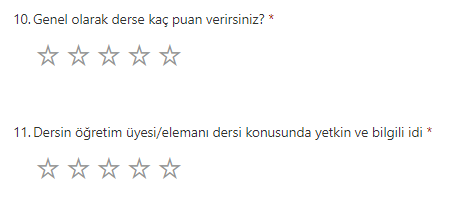 10. Genel olarak derse kaç puan verirsiniz? *
11. Dersin öğretim üyesi/elemanı dersi konusunda yetkin ve bilgili idi *